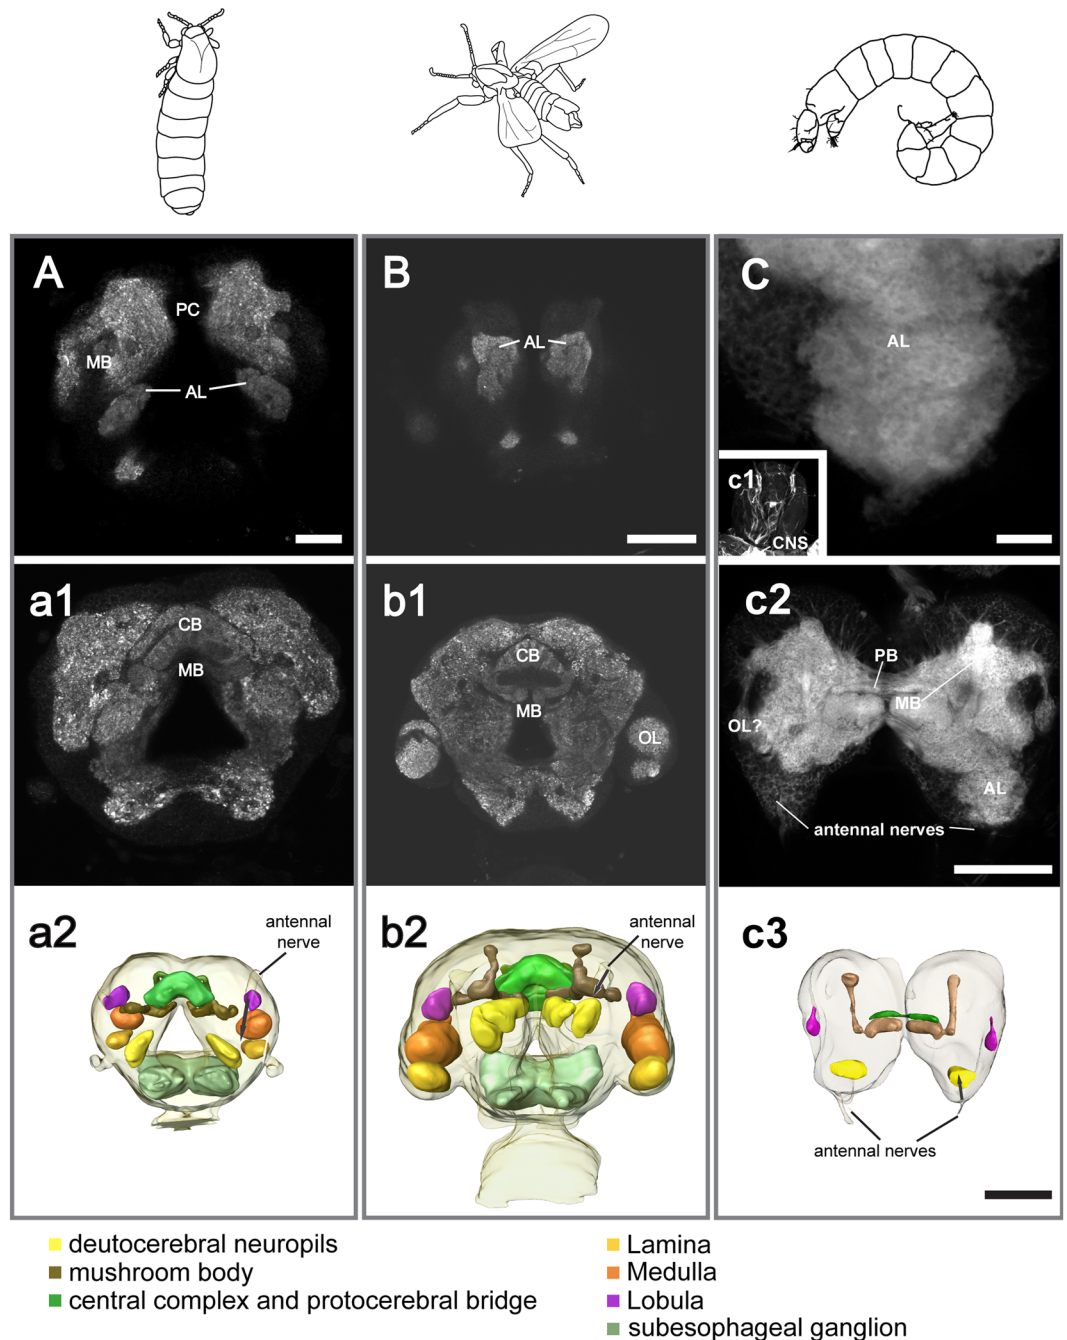 A
PC
MB
AL
B
AL
C
AL
c1
CNS
a1
CB
MB
b1
CB
MB
OL
c2
PB
MB
OL?
AL
antennal nerves
a2
antennal
nerve
b2
antennal
nerve
c3
antennal nerves
deutocerebral neuropils
mushroom body
central complex and protocerebral bridge
Lamina
Medulla
Lobula
subesophageal ganglion